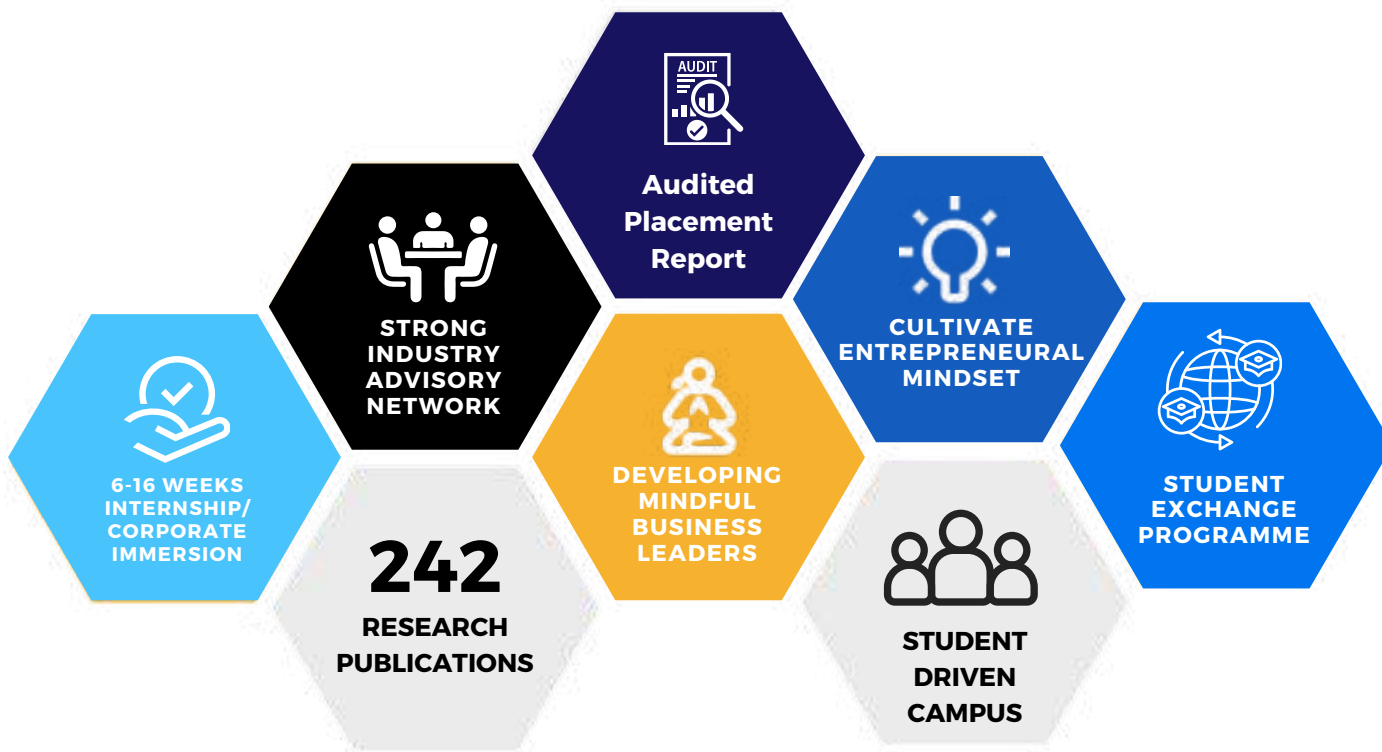 AUDIT
Audited
Placement
Report
STRONG
INDUSTRY
ADVISORY
NETWORK
CULTIVATE
ENTREPRENEURAL
MINDSET
6-16 WEEKS
INTERNSHIP/
CORPORATE
IMMERSION
DEVELOPING
MINDFUL
BUSINESS
LEADERS
STUDENT
EXCHANGE
PROGRAMME
242
RESEARCH
PUBLICATIONS
STUDENT
DRIVEN
CAMPUS